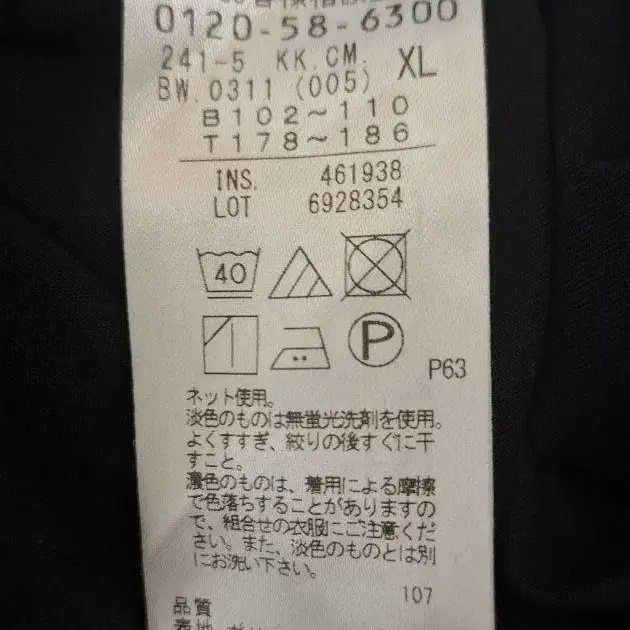 0120-58-6300
241-5 KK.CM. XL
BW.0311 (005)
B102~110
T178~186
INS. 461938
LOT 6928354
40
P
P63
ネット使用。
淡色のものは無蛍光洗剤を使用。
よくすすぎ、絞りの後すぐに干
すこと。
濃色のものは、着用による摩擦
で色落ちすることがありますの
で、組合せの衣服にご注意くだ
さい。また、淡色のものとは別
にお洗い下さい。
107
品質